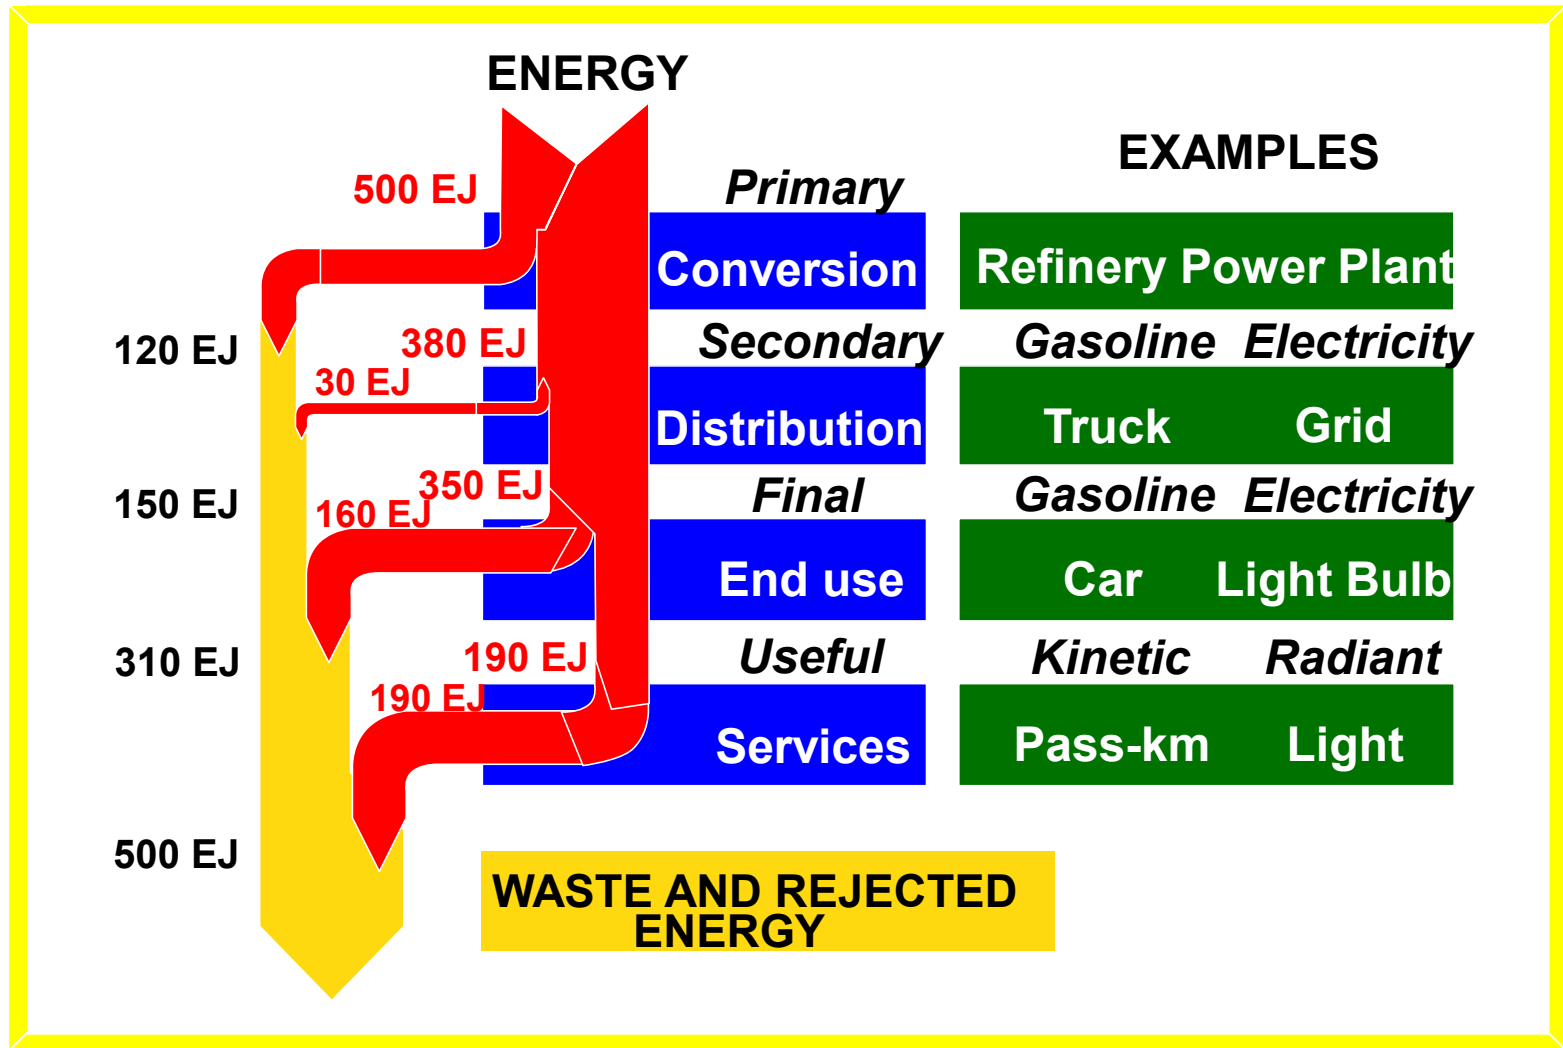 ENERGY
EXAMPLES
500 EJ
Primary
Conversion
Refinery Power Plant
120 EJ
380 EJ
Secondary
Gasoline Electricity
30 EJ
Distribution
Truck Grid
150 EJ
350 EJ
Final
Gasoline Electricity
160 EJ
End use
Car Light Bulb
310 EJ
190 EJ
Useful
Kinetic Radiant
190 EJ
Services
Pass-km Light
500 EJ
WASTE AND REJECTED
ENERGY